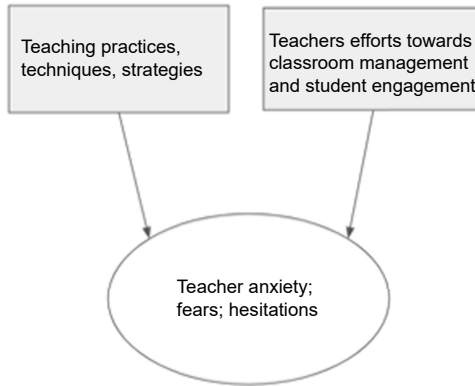 Teaching practices,
techniques, strategies
Teachers efforts towards
classroom management
and student engagement
Teacher anxiety;
fears; hesitations